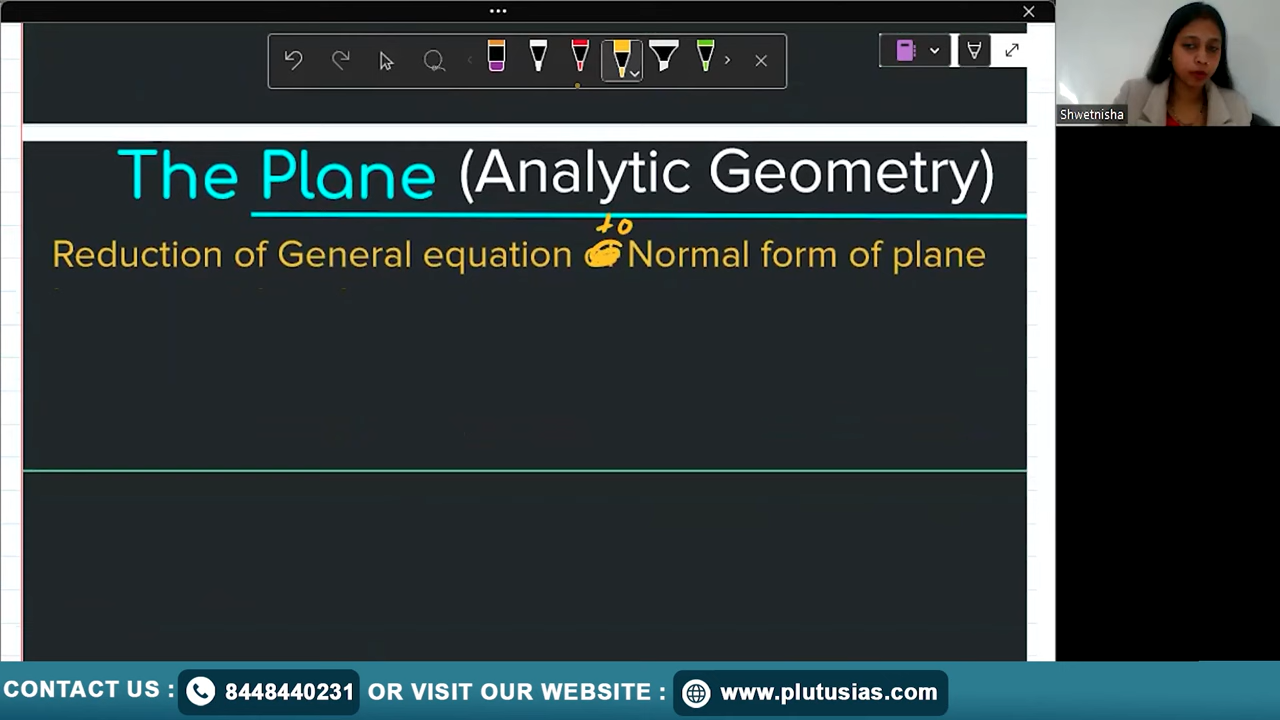 Shwetnisha
The Plane (Analytic Geometry)
to
Reduction of General equation Normal form of plane
CONTACT US : 8448440231 OR VISIT OUR WEBSITE : www.plutusias.com